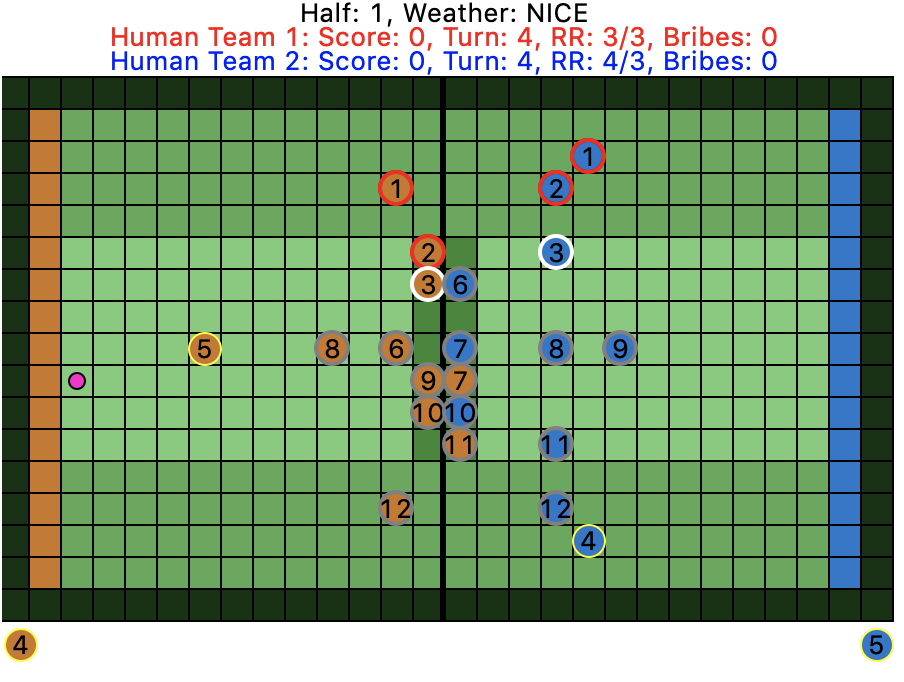 Half: 1, Weather: NICE
Human Team 1: Score: 0, Turn: 4, RR: 3/3, Bribes: 0
Human Team 2: Score: 0, Turn: 4, RR: 4/3, Bribes: 0
1
1 2
2 3
3 6
5 8 6 7 8 9
9 7
10 10
11 11
12 12
4
4 5